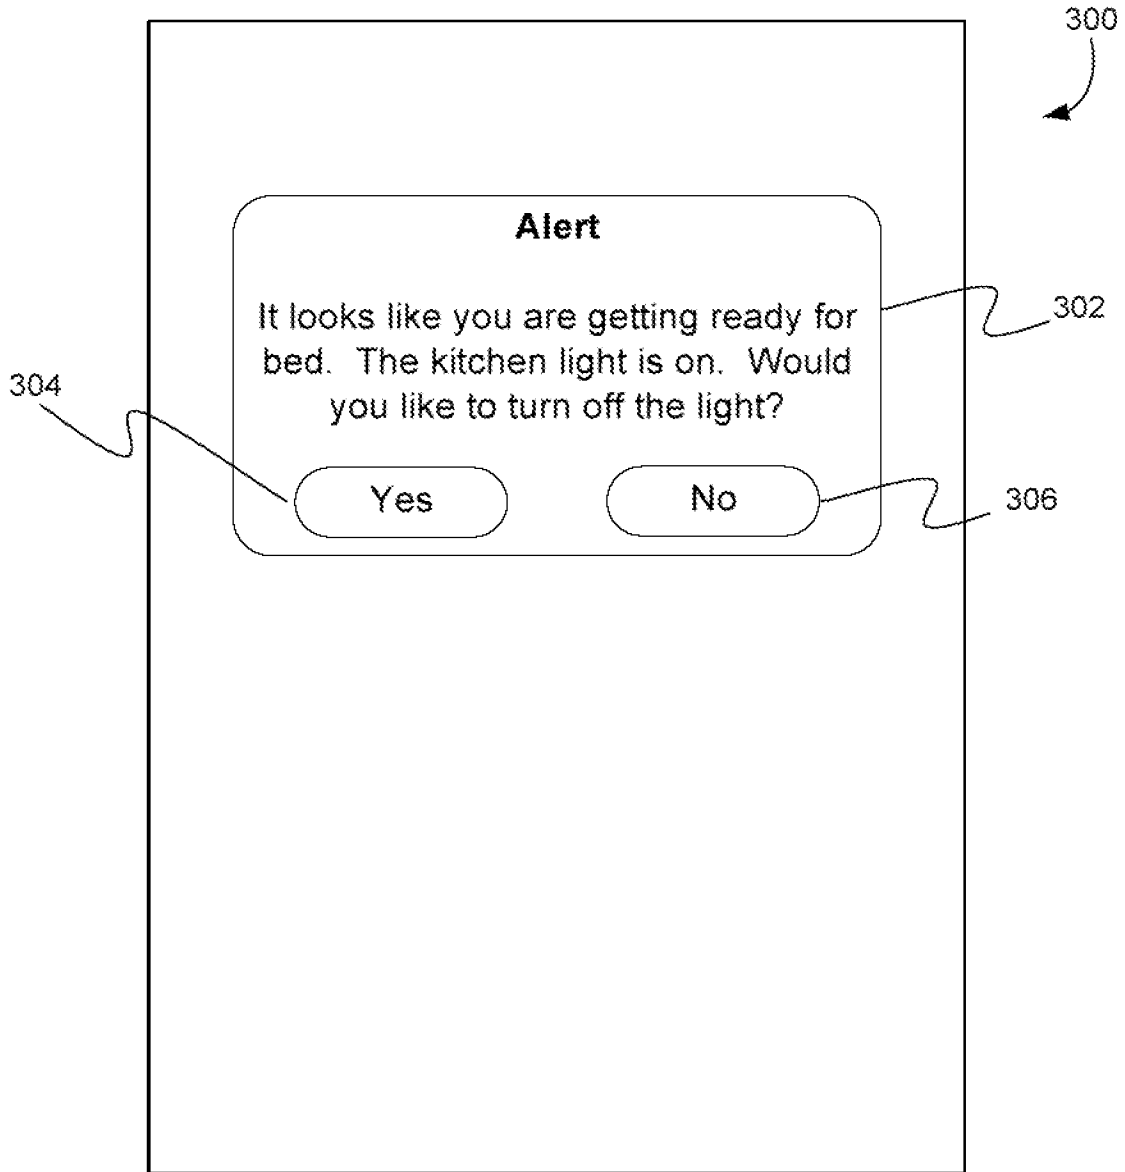 300
Alert
It looks like you are getting ready for
bed. The kitchen light is on. Would
you like to turn off the light?
302
304
Yes
No
306